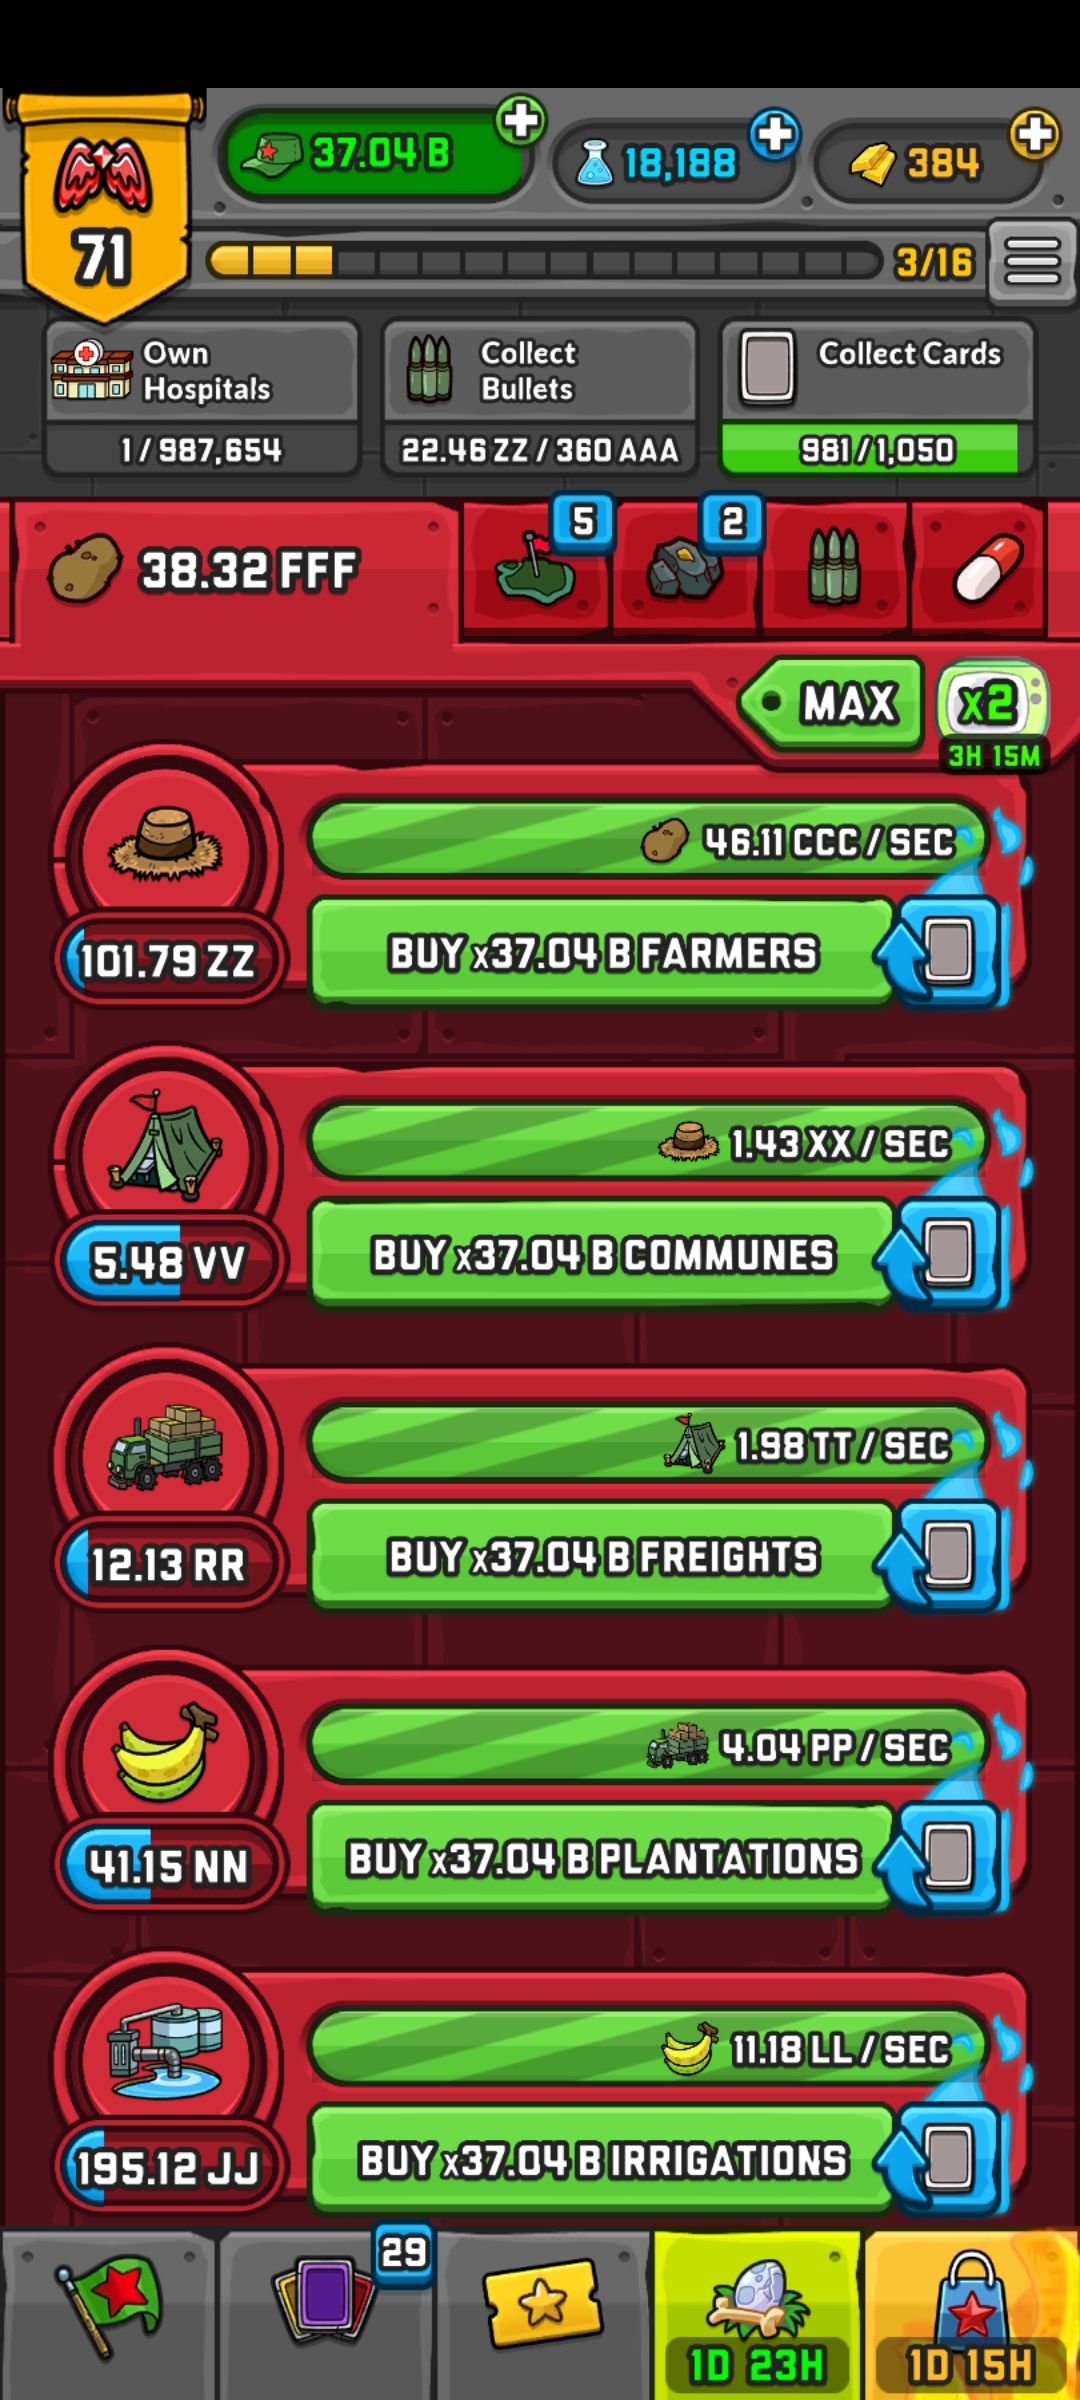 71
37.04 B
18,188
384
3/16
Own
Hospitals
1 / 987,654
Collect
Bullets
22.46 ZZ / 360 AAA
Collect Cards
981 / 1,050
38.32 FFF
5
2
MAX
x2
3H 15M
46.11 CCC / SEC
101.79 ZZ
BUY x37.04 B FARMERS
1.43 XX / SEC
5.48 VV
BUY x37.04 B COMMUNES
1.98 TT / SEC
12.13 RR
BUY x37.04 B FREIGHTS
4.04 PP / SEC
41.15 NN
BUY x37.04 B PLANTATIONS
11.18 LL / SEC
195.12 JJ
BUY x37.04 B IRRIGATIONS
29
1D 23H
1D 15H